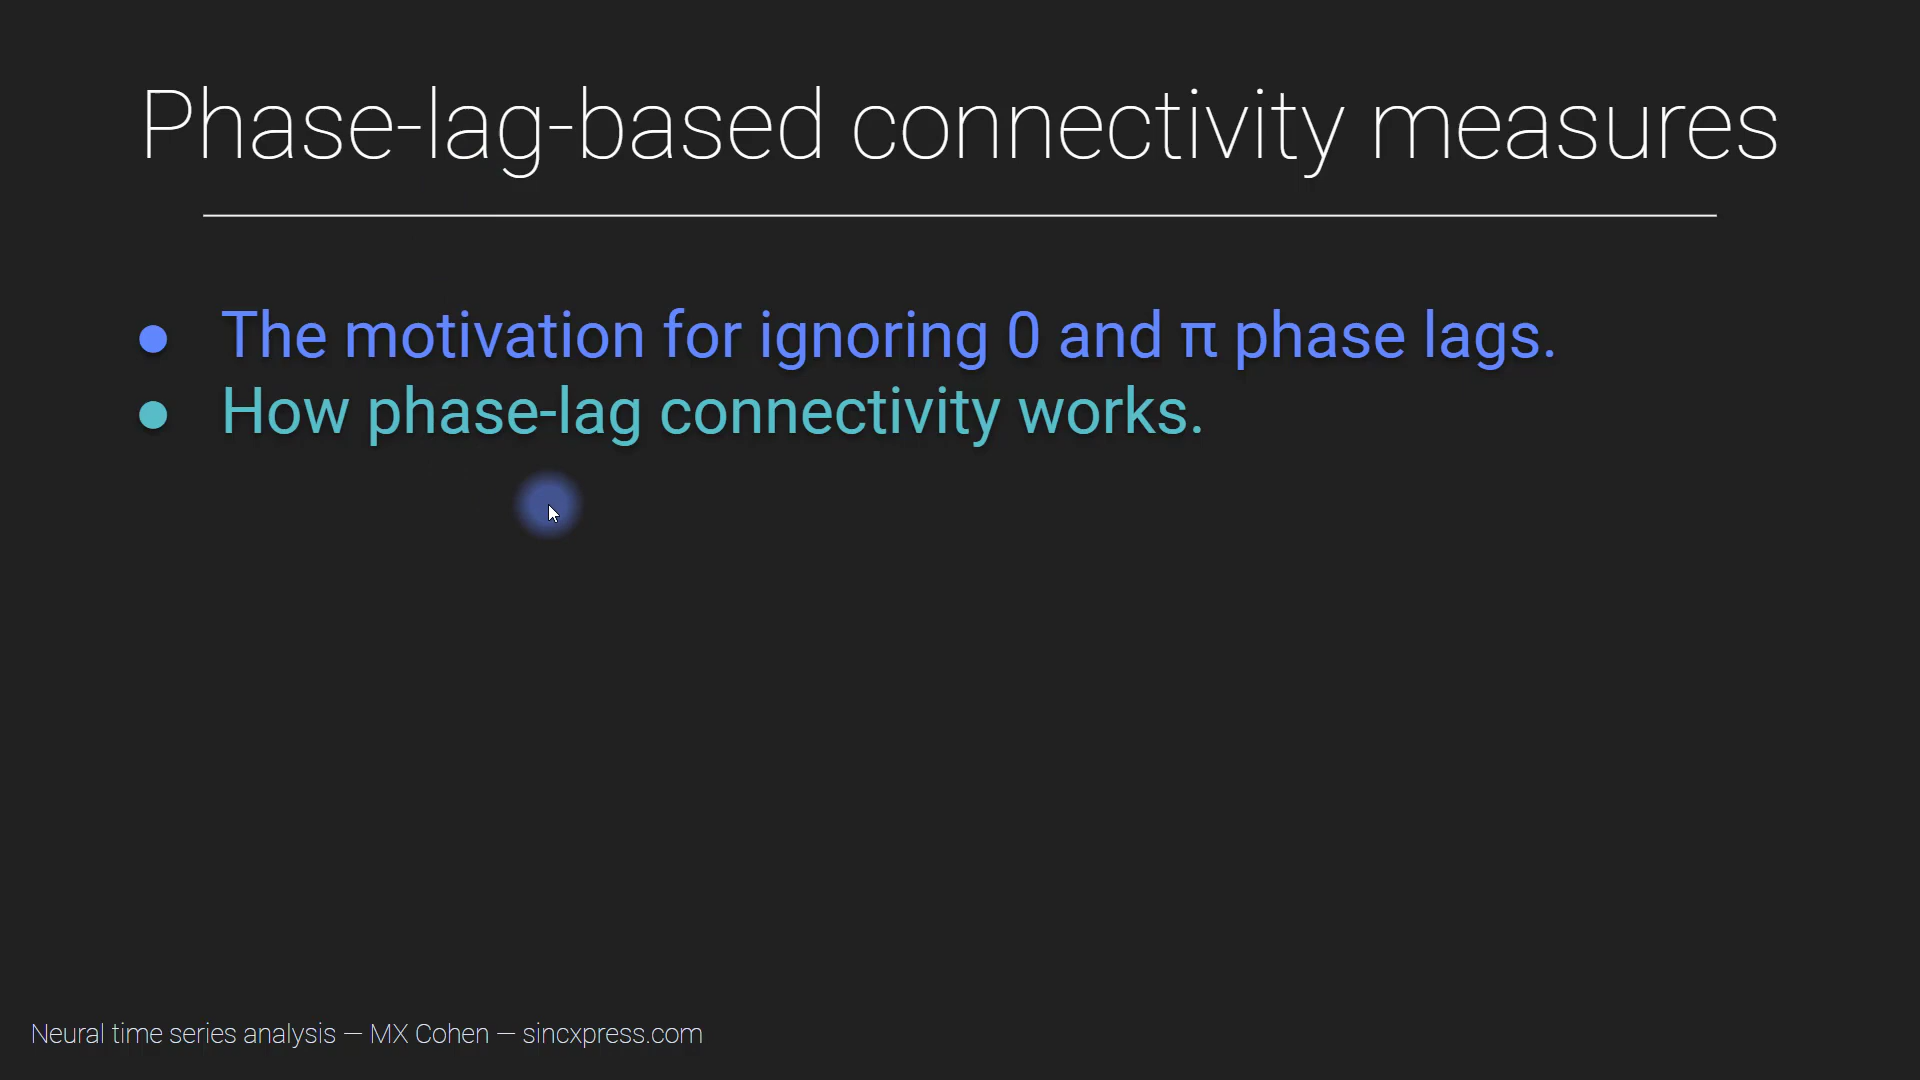 Phase-lag-based connectivity measures
● The motivation for ignoring 0 and π phase lags.
● How phase-lag connectivity works.
Neural time series analysis — MX Cohen — sincxpress.com